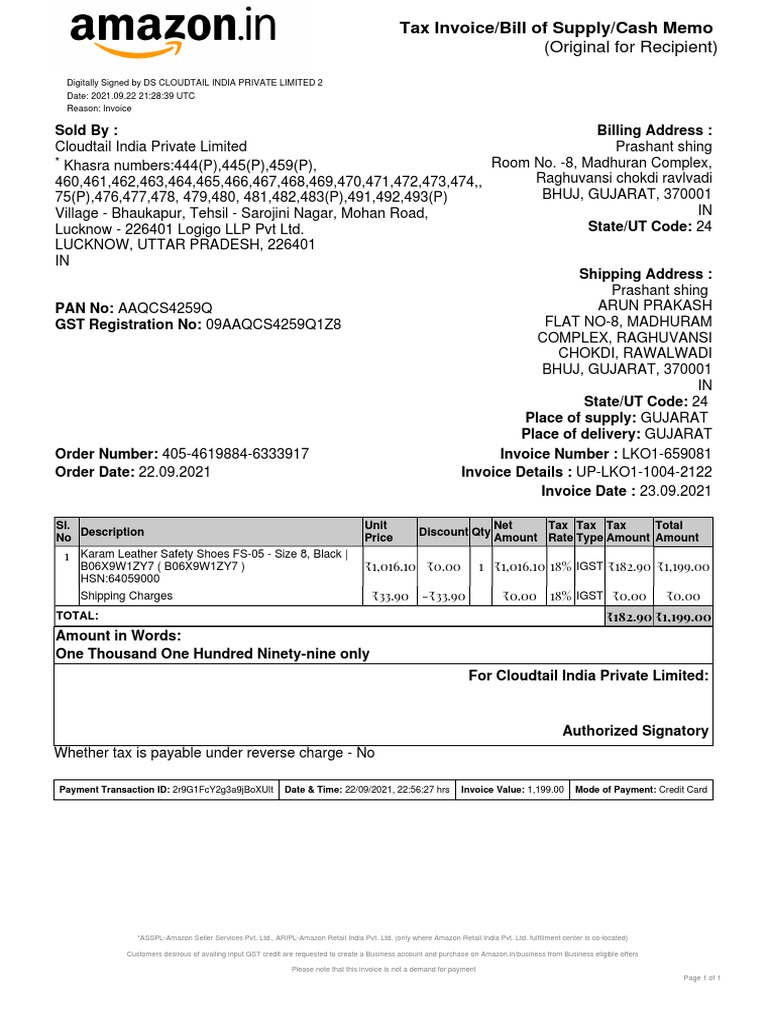 amazon.in
Tax Invoice/Bill of Supply/Cash Memo
(Original for Recipient)
Digitally Signed by DS CLOUDTAIL INDIA PRIVATE LIMITED 2
Date: 2021.09.22 21:28:39 UTC
Reason: Invoice
Sold By :
Cloudtail India Private Limited
* Khasra numbers:444(P),445(P),459(P),
460,461,462,463,464,465,466,467,468,469,470,471,472,473,474,,
75(P),476,477,478, 479,480, 481,482,483(P),491,492,493(P)
Village - Bhaukapur, Tehsil - Sarojini Nagar, Mohan Road,
Lucknow - 226401 Logigo LLP Pvt Ltd.
LUCKNOW, UTTAR PRADESH, 226401
IN
PAN No: AAQCS4259Q
GST Registration No: 09AAQCS4259Q1Z8
Billing Address :
Prashant shing
Room No. -8, Madhuran Complex,
Raghuvansi chokdi ravlvadi
BHUJ, GUJARAT, 370001
IN
State/UT Code: 24
Shipping Address :
Prashant shing
ARUN PRAKASH
FLAT NO-8, MADHURAM
COMPLEX, RAGHUVANSI
CHOKDI, RAWALWADI
BHUJ, GUJARAT, 370001
IN
State/UT Code: 24
Place of supply: GUJARAT
Place of delivery: GUJARAT
Order Number: 405-4619884-6333917
Order Date: 22.09.2021
Invoice Number : LKO1-659081
Invoice Details : UP-LKO1-1004-2122
Invoice Date : 23.09.2021
Sl. No Description Unit Price Discount Qty Net Amount Tax Rate Tax Type Tax Amount Total Amount
1 Karam Leather Safety Shoes FS-05 - Size 8, Black |
B06X9W1ZY7 ( B06X9W1ZY7 ) ₹1,016.10 ₹0.00 1 ₹1,016.10 18% IGST ₹182.90 ₹1,199.00
HSN:64059000
Shipping Charges ₹33.90 -₹33.90 ₹0.00 18% IGST ₹0.00 ₹0.00
TOTAL: ₹182.90 ₹1,199.00
Amount in Words:
One Thousand One Hundred Ninety-nine only
For Cloudtail India Private Limited:
Authorized Signatory
Whether tax is payable under reverse charge - No
Payment Transaction ID: 2r9G1FcY2g3a9jBoXUlt Date & Time: 22/09/2021, 22:56:27 hrs Invoice Value: 1,199.00 Mode of Payment: Credit Card
*ASSPL-Amazon Seller Services Pvt. Ltd., ARIPL-Amazon Retail India Pvt. Ltd. (only where Amazon Retail India Pvt. Ltd. fulfillment center is co-located)
Customers desirous of availing input GST credit are requested to create a Business account and purchase on Amazon.in/business from Business eligible offers
Please note that this invoice is not a demand for payment
Page 1 of 1